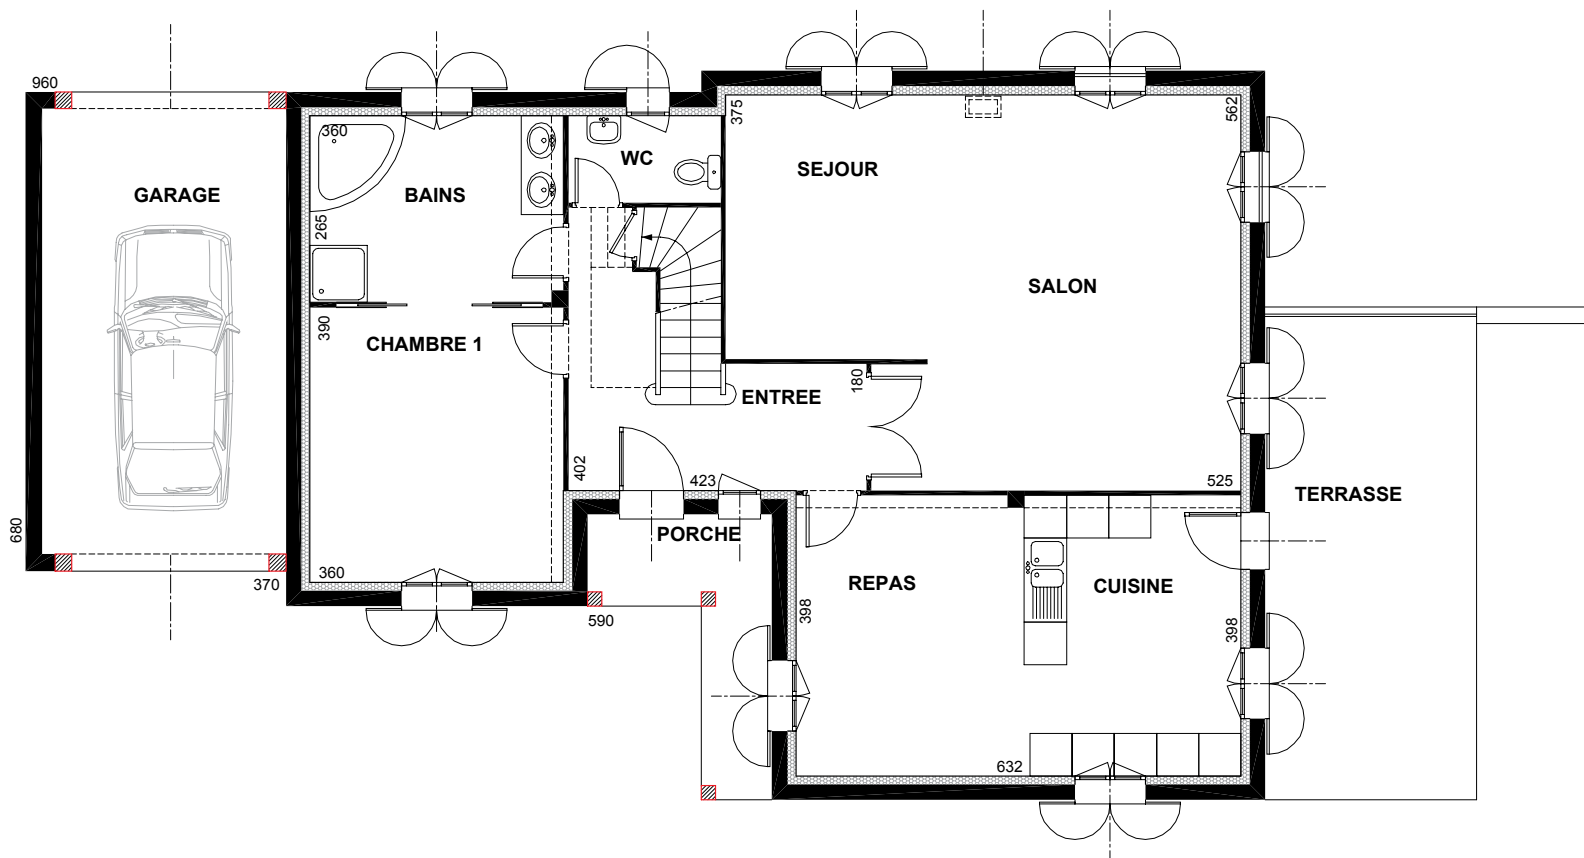 960
375
562
360
WC
SEJOUR
GARAGE
BAINS
265
SALON
390
CHAMBRE 1
180
ENTREE
402
423
525
TERRASSE
680
PORCHE
370
360
REPAS
CUISINE
590
398
398
632